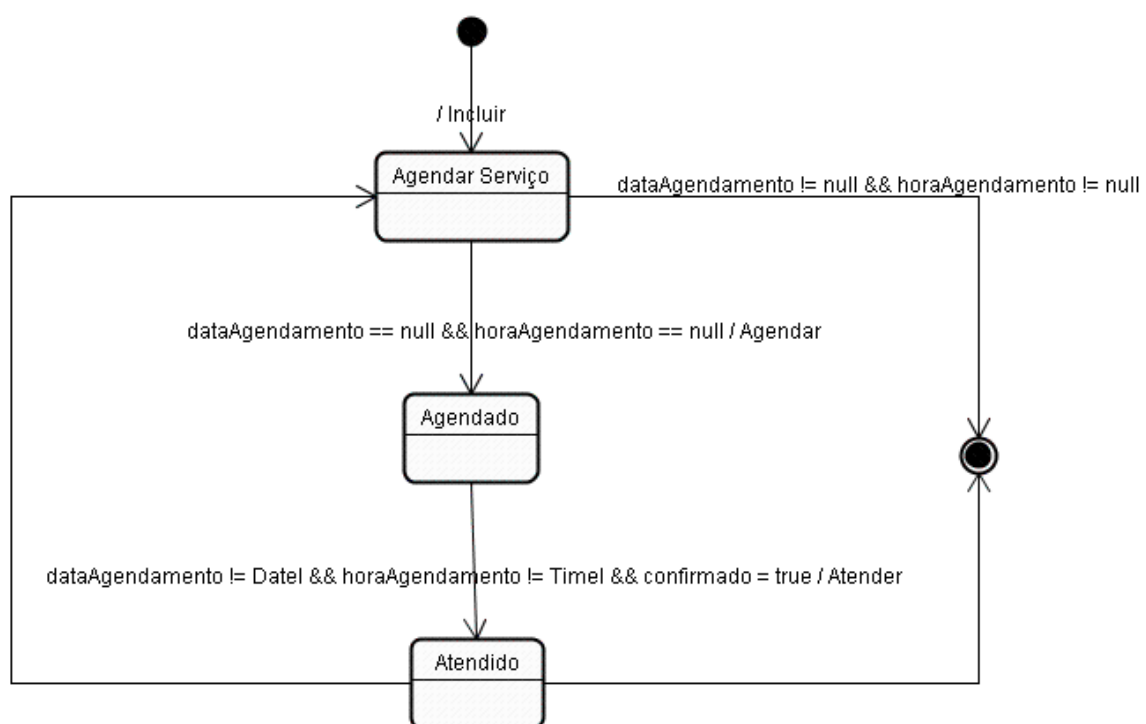 / Incluir
Agendar Serviço
dataAgendamento != null && horaAgendamento != null
dataAgendamento == null && horaAgendamento == null / Agendar
Agendado
dataAgendamento != DateI && horaAgendamento != TimeI && confirmado = true / Atender
Atendido